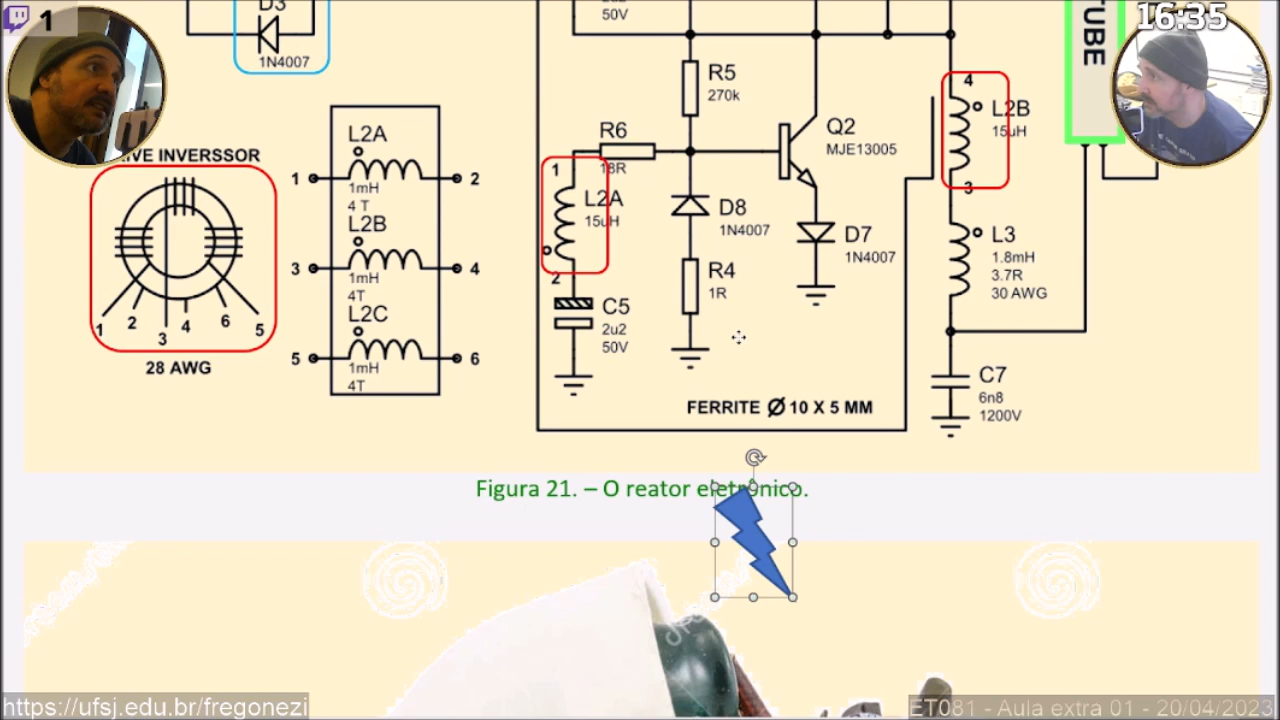 1
16:35
D3
1N4007
50V
TUBE
R5
270k
4
L2B
15uH
3
R6
18R
Q2
MJE13005
IVE INVERSSOR
L2A
1
2
1mH
4 T
L2B
3
4
1mH
4T
L2C
5
6
1mH
4T
1
2
3
4
6
5
28 AWG
1
L2A
15uH
2
D8
1N4007
D7
1N4007
R4
1R
C5
2u2
50V
L3
1.8mH
3.7R
30 AWG
C7
6n8
1200V
FERRITE Ø 10 X 5 MM
Figura 21. – O reator eletrônico.
https://ufsj.edu.br/fregonezi
ET081 - Aula extra 01 - 20/04/2023